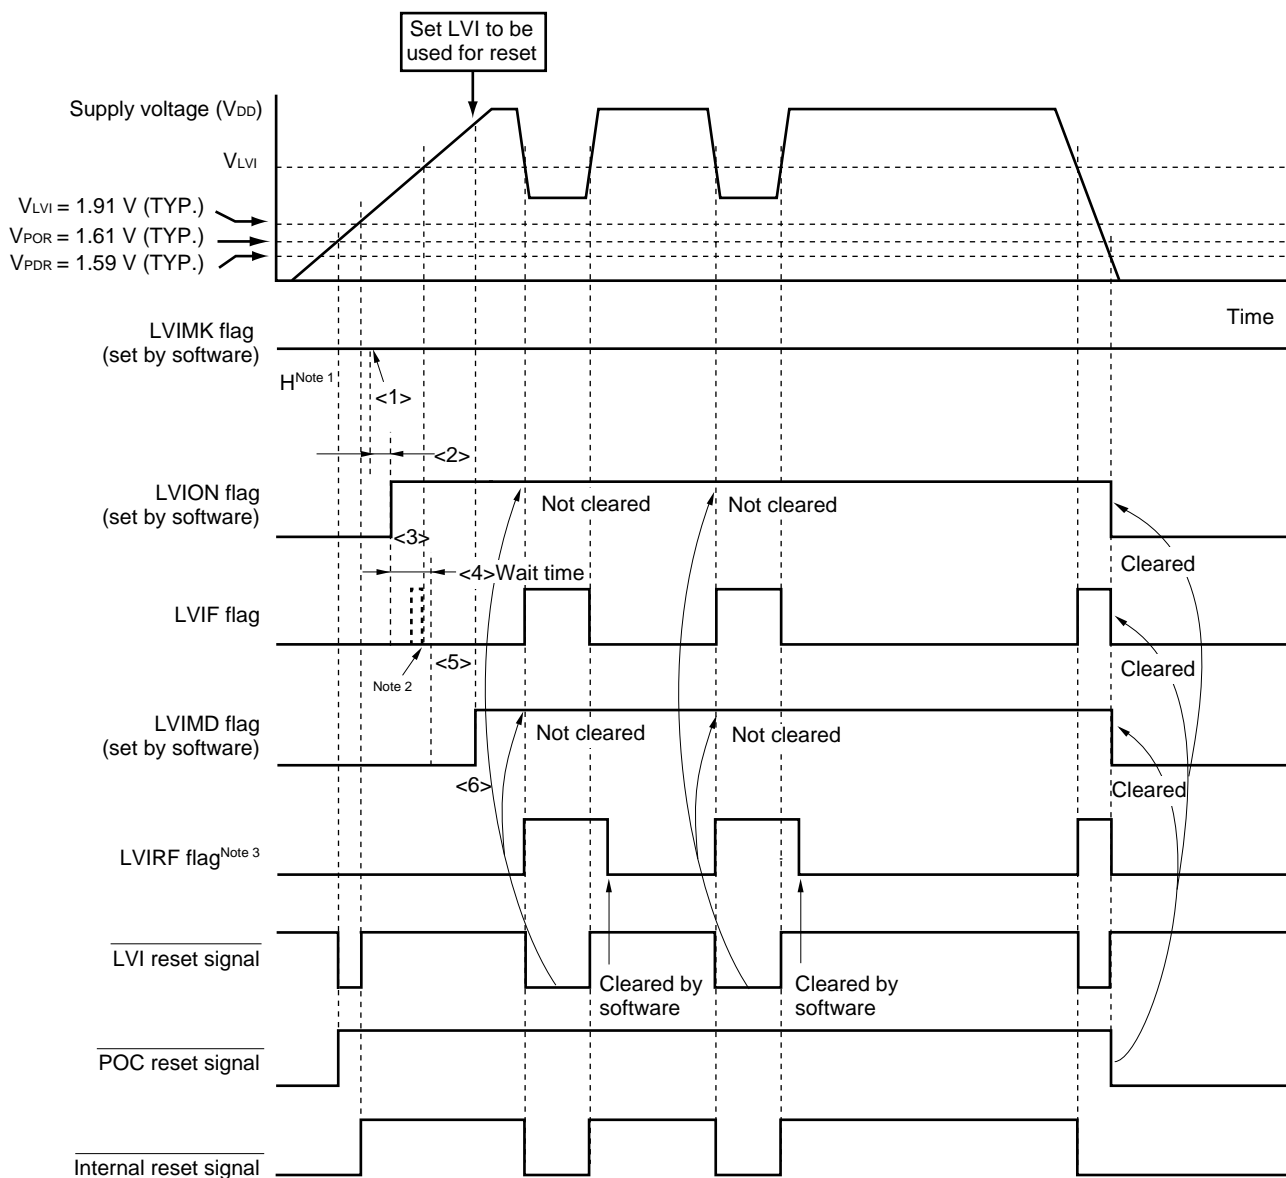 Set LVI to be
used for reset
Supply voltage (VDD)
VLVI
VLVI = 1.91 V (TYP.)
VPOR = 1.61 V (TYP.)
VPDR = 1.59 V (TYP.)
Time
LVIMK flag
(set by software)
HNote 1
<1>
<2>
LVION flag
(set by software)
Not cleared
Not cleared
<3>
Cleared
<4>Wait time
LVIF flag
<5>
Note 2
Cleared
LVIMD flag
(set by software)
Not cleared
Not cleared
<6>
Cleared
LVIRF flagNote 3
LVI reset signal
Cleared by
software
Cleared by
software
POC reset signal
Internal reset signal